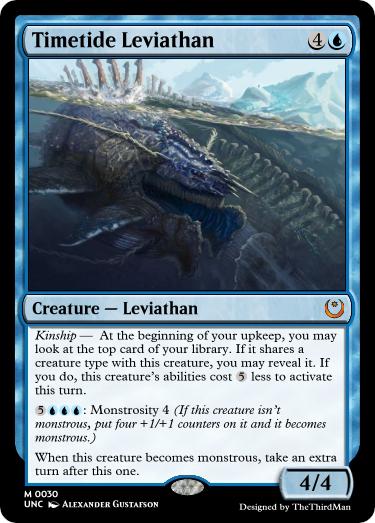 Timetide Leviathan 4
Creature — Leviathan
Kinship — At the beginning of your upkeep, you may
look at the top card of your library. If it shares a
creature type with this creature, you may reveal it. If
you do, this creature's abilities cost 5 less to activate
this turn.
5: Monstrosity 4 (If this creature isn't
monstrous, put four +1/+1 counters on it and it becomes
monstrous.)
When this creature becomes monstrous, take an extra
turn after this one.
4/4
M 0030
UNC Alexander Gustafson
Designed by TheThirdMan